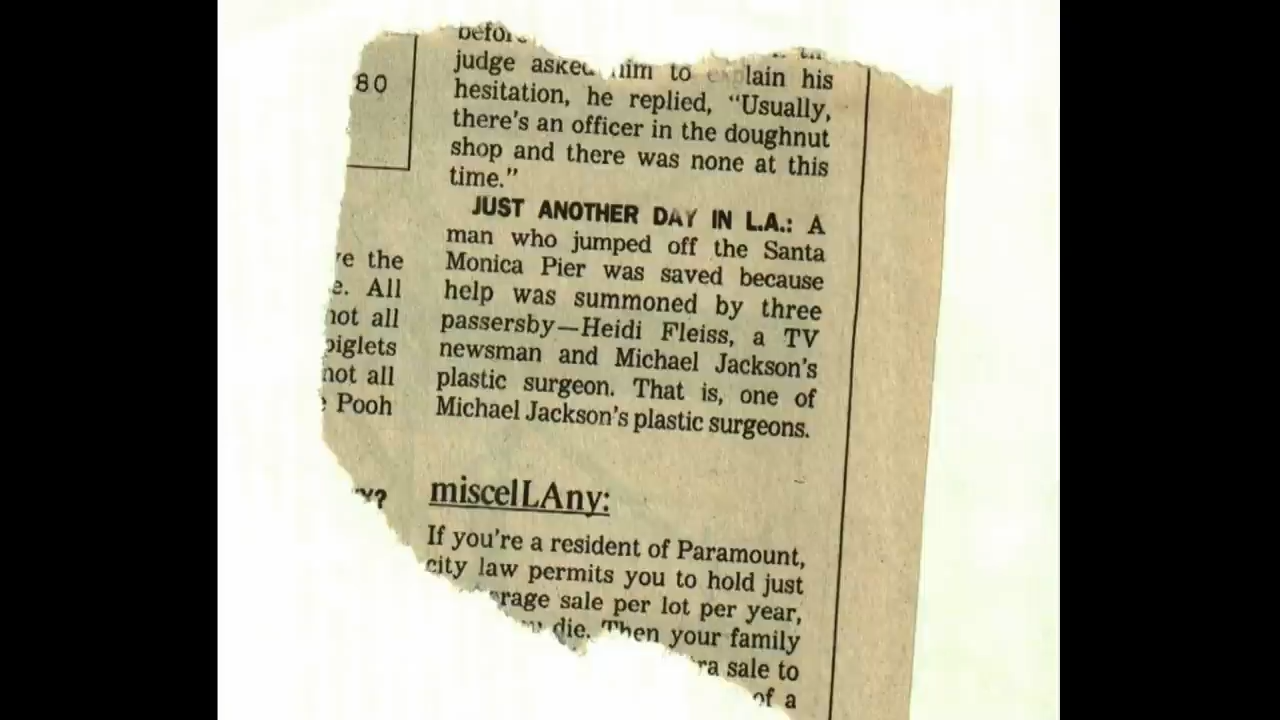 80
ve the
e. All
not all
piglets
not all
e Pooh
Y?
before
judge asked him to explain his
hesitation, he replied, "Usually,
there's an officer in the doughnut
shop and there was none at this
time."
JUST ANOTHER DAY IN L.A.: A
man who jumped off the Santa
Monica Pier was saved because
help was summoned by three
passersby—Heidi Fleiss, a TV
newsman and Michael Jackson's
plastic surgeon. That is, one of
Michael Jackson's plastic surgeons.
miscelLAny:
If you're a resident of Paramount,
city law permits you to hold just
sale per lot per year,
die. Then your family
sale to
of a